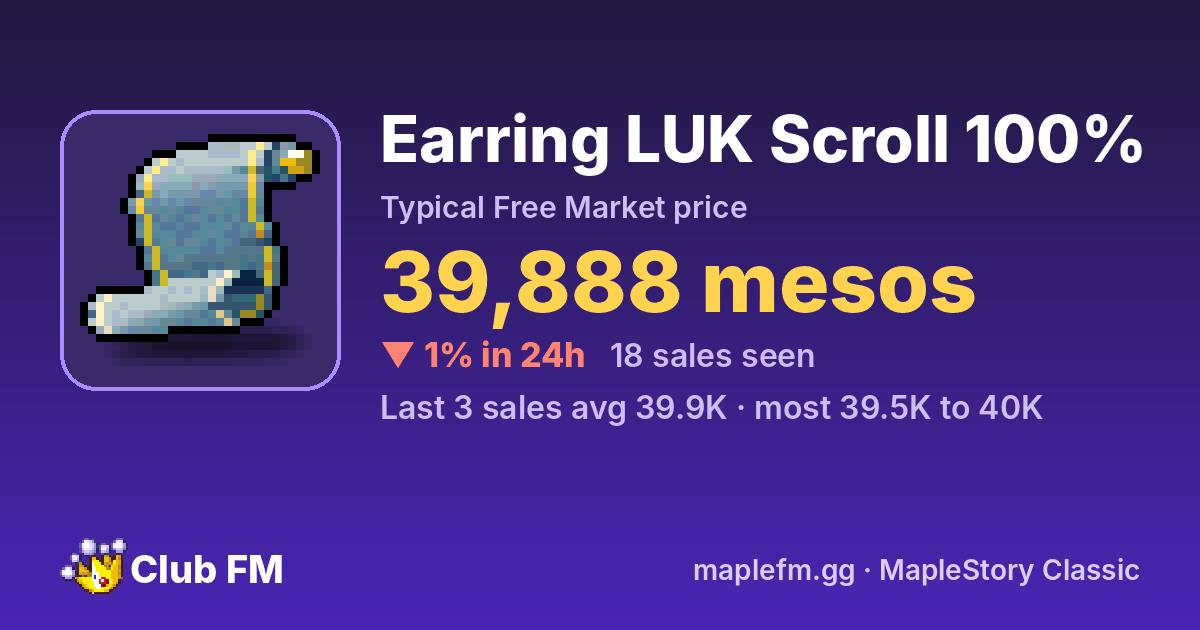 Earring LUK Scroll 100%
Typical Free Market price
39,888 mesos
▼ 1% in 24h 18 sales seen
Last 3 sales avg 39.9K · most 39.5K to 40K
Club FM
maplefm.gg · MapleStory Classic